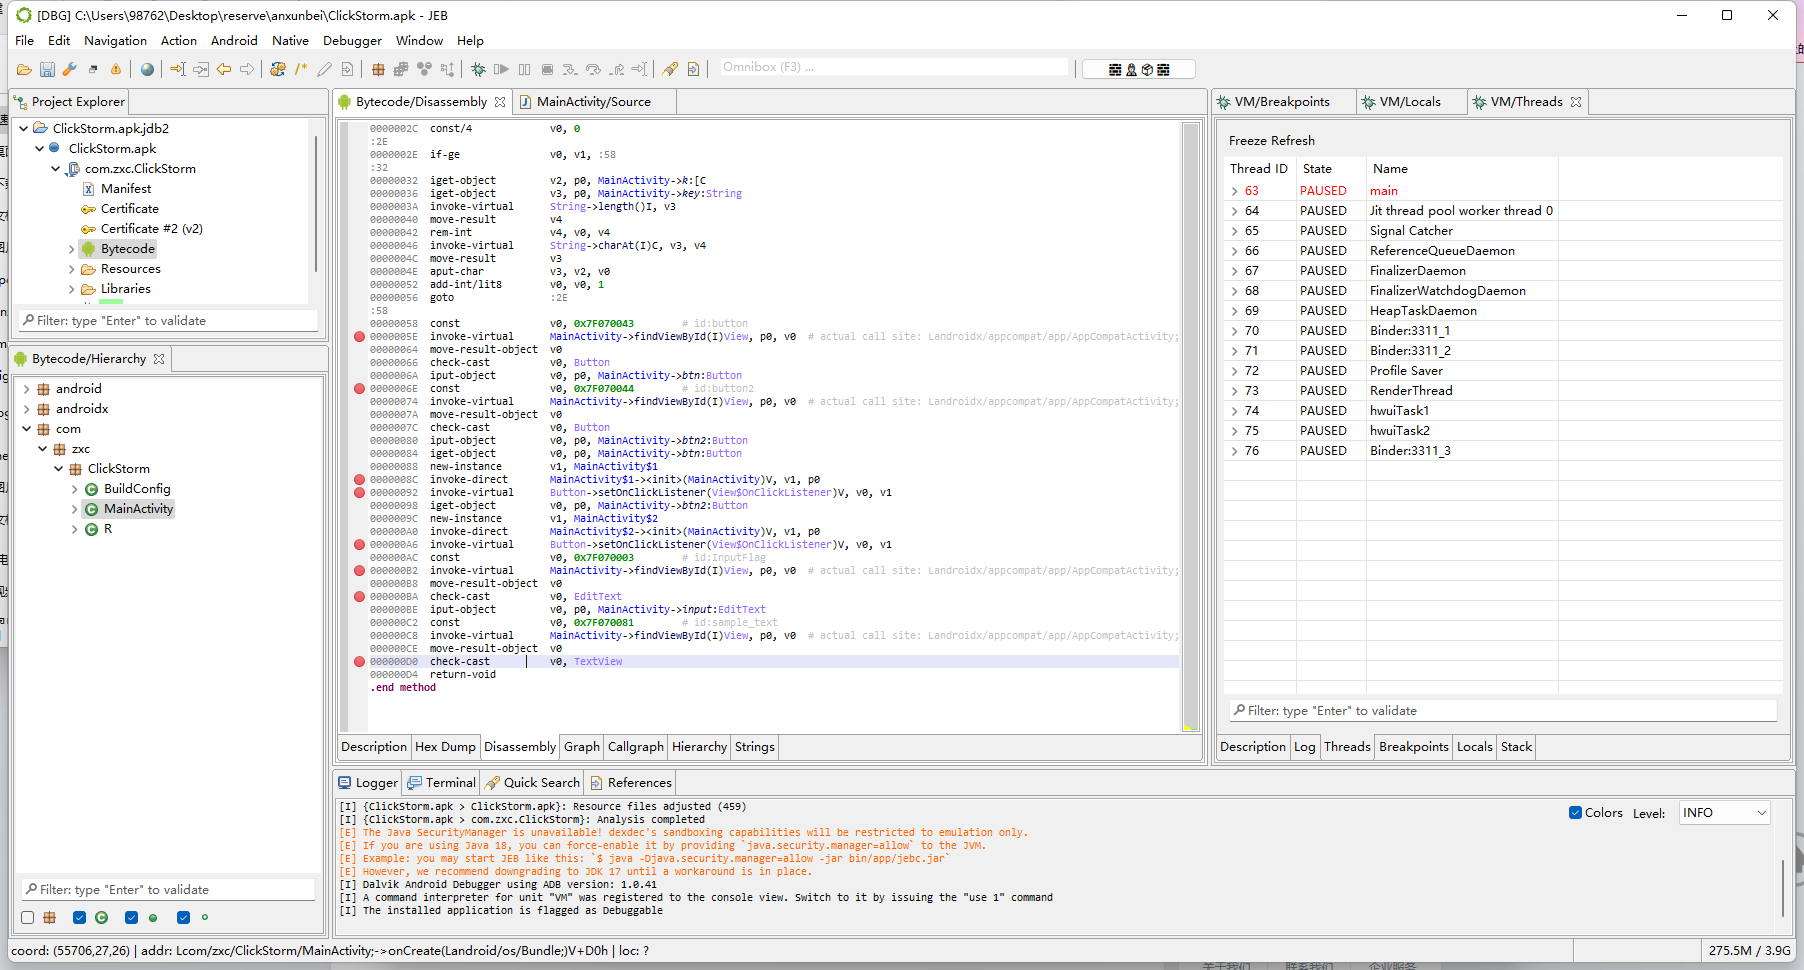 [DBG] C:\Users\98762\Desktop\reserve\anxunbei\ClickStorm.apk - JEB
File Edit Navigation Action Android Native Debugger Window Help
Omnibox (F3) ...
Project Explorer
ClickStorm.apk.jdb2
ClickStorm.apk
com.zxc.ClickStorm
Manifest
Certificate
Certificate #2 (v2)
Bytecode
Resources
Libraries
Filter: type "Enter" to validate
Bytecode/Hierarchy
android
androidx
com
zxc
ClickStorm
BuildConfig
MainActivity
R
Filter: type "Enter" to validate
Bytecode/Disassembly MainActivity/Source
0000002C const/4 v0, 0
:2E
0000002E if-ge v0, v1, :58
:32
00000032 iget-object v2, p0, MainActivity->k:[C
00000036 iget-object v3, p0, MainActivity->key:String
0000003A invoke-virtual String->length()I, v3
00000040 move-result v4
00000042 rem-int v4, v0, v4
00000046 invoke-virtual String->charAt(I)C, v3, v4
0000004C move-result v3
0000004E aput-char v3, v2, v0
00000052 add-int/lit8 v0, v0, 1
00000056 goto :2E
:58
00000058 const v0, 0x7F070043 # id:button
0000005E invoke-virtual MainActivity->findViewById(I)View, p0, v0 # actual call site: Landroidx/appcompat/app/AppCompatActivity;
00000064 move-result-object v0
00000066 check-cast v0, Button
0000006A iput-object v0, p0, MainActivity->btn:Button
0000006E const v0, 0x7F070044 # id:button2
00000074 invoke-virtual MainActivity->findViewById(I)View, p0, v0 # actual call site: Landroidx/appcompat/app/AppCompatActivity;
0000007A move-result-object v0
0000007C check-cast v0, Button
00000080 iput-object v0, p0, MainActivity->btn2:Button
00000084 iget-object v0, p0, MainActivity->btn:Button
00000088 new-instance v1, MainActivity$1
0000008C invoke-direct MainActivity$1-><init>(MainActivity)V, v1, p0
00000092 invoke-virtual Button->setOnClickListener(View$OnClickListener)V, v0, v1
00000098 iget-object v0, p0, MainActivity->btn2:Button
0000009C new-instance v1, MainActivity$2
000000A0 invoke-direct MainActivity$2-><init>(MainActivity)V, v1, p0
000000A6 invoke-virtual Button->setOnClickListener(View$OnClickListener)V, v0, v1
000000AC const v0, 0x7F070003 # id:InputFlag
000000B2 invoke-virtual MainActivity->findViewById(I)View, p0, v0 # actual call site: Landroidx/appcompat/app/AppCompatActivity;
000000B8 move-result-object v0
000000BA check-cast v0, EditText
000000BE iput-object v0, p0, MainActivity->input:EditText
000000C2 const v0, 0x7F070081 # id:sample_text
000000C8 invoke-virtual MainActivity->findViewById(I)View, p0, v0 # actual call site: Landroidx/appcompat/app/AppCompatActivity;
000000CE move-result-object v0
000000D0 check-cast v0, TextView
000000D4 return-void
.end method
Description Hex Dump Disassembly Graph Callgraph Hierarchy Strings
VM/Breakpoints VM/Locals VM/Threads
Freeze Refresh
Thread ID State Name
63 PAUSED main
64 PAUSED Jit thread pool worker thread 0
65 PAUSED Signal Catcher
66 PAUSED ReferenceQueueDaemon
67 PAUSED FinalizerDaemon
68 PAUSED FinalizerWatchdogDaemon
69 PAUSED HeapTaskDaemon
70 PAUSED Binder:3311_1
71 PAUSED Binder:3311_2
72 PAUSED Profile Saver
73 PAUSED RenderThread
74 PAUSED hwuiTask1
75 PAUSED hwuiTask2
76 PAUSED Binder:3311_3
Filter: type "Enter" to validate
Description Log Threads Breakpoints Locals Stack
Logger Terminal Quick Search References
Colors Level: INFO
[I] {ClickStorm.apk > ClickStorm.apk}: Resource files adjusted (459)
[I] {ClickStorm.apk > com.zxc.ClickStorm}: Analysis completed
[E] The Java SecurityManager is unavailable! dexdec's sandboxing capabilities will be restricted to emulation only.
[E] If you are using Java 18, you can force-enable it by providing `java.security.manager=allow` to the JVM.
[E] Example: you may start JEB like this: `$ java -Djava.security.manager=allow -jar bin/app/jebc.jar`
[E] However, we recommend downgrading to JDK 17 until a workaround is in place.
[I] Dalvik Android Debugger using ADB version: 1.0.41
[I] A command interpreter for unit "VM" was registered to the console view. Switch to it by issuing the "use 1" command
[I] The installed application is flagged as Debuggable
coord: (55706,27,26) | addr: Lcom/zxc/ClickStorm/MainActivity;->onCreate(Landroid/os/Bundle;)V+D0h | loc: ?
275.5M / 3.9G